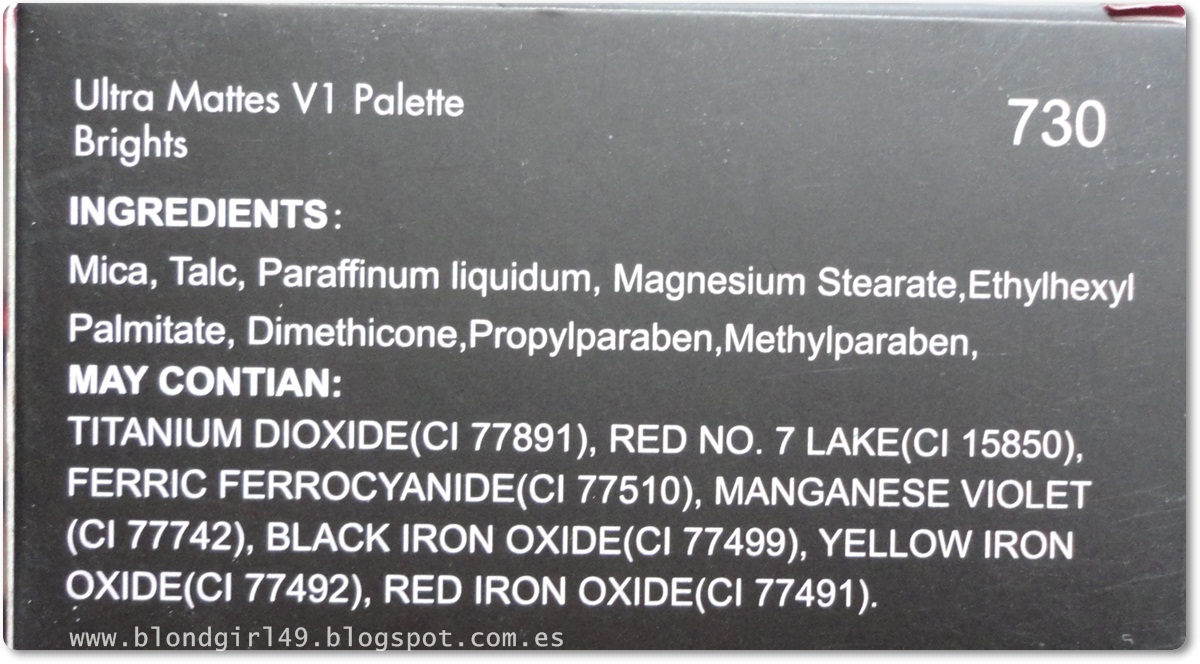 Ultra Mattes V1 Palette
Brights
730
INGREDIENTS:
Mica, Talc, Paraffinum liquidum, Magnesium Stearate,Ethylhexyl
Palmitate, Dimethicone,Propylparaben,Methylparaben,
MAY CONTIAN:
TITANIUM DIOXIDE(CI 77891), RED NO. 7 LAKE(CI 15850),
FERRIC FERROCYANIDE(CI 77510), MANGANESE VIOLET
(CI 77742), BLACK IRON OXIDE(CI 77499), YELLOW IRON
OXIDE(CI 77492), RED IRON OXIDE(CI 77491).
www.blondgirl49.blogspot.com.es